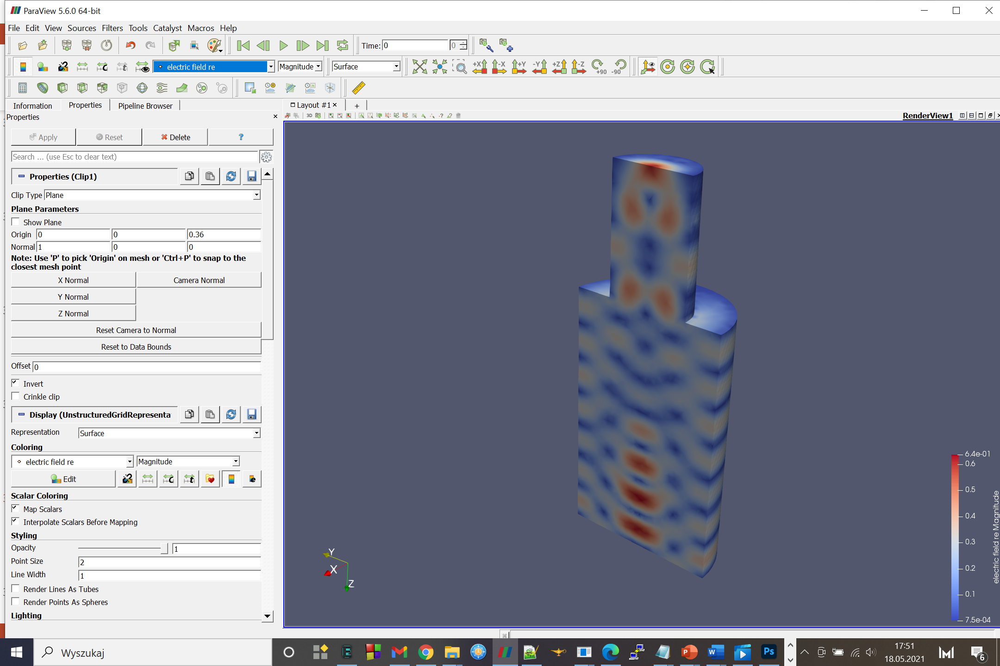 ParaView 5.6.0 64-bit
File Edit View Sources Filters Tools Catalyst Macros Help
Time: 0 0
electric field re Magnitude Surface +X -X +Y -Y +Z -Z +90 -90
Information Properties Pipeline Browser
Layout #1 +
Properties
3D
RenderView1
Apply Reset Delete ?
Search ... (use Esc to clear text)
Properties (Clip1)
Clip Type Plane
Plane Parameters
Show Plane
Origin 0 0 0.36
Normal 1 0 0
Note: Use 'P' to pick 'Origin' on mesh or 'Ctrl+P' to snap to the
closest mesh point
X Normal Camera Normal
Y Normal
Z Normal
Reset Camera to Normal
Reset to Data Bounds
Offset 0
Invert
Crinkle clip
Display (UnstructuredGridRepresenta
Representation Surface
Coloring
electric field re Magnitude
Edit
Scalar Coloring
Map Scalars
Interpolate Scalars Before Mapping
Styling
Opacity 1
Point Size 2
Line Width 1
Render Lines As Tubes
Render Points As Spheres
Lighting
Y
X
Z
6.4e-01
0.6
0.5
0.4
0.3
0.2
0.1
7.5e-04
electric field re Magnitude
Wyszukaj
Ps
17:51
18.05.2021
6